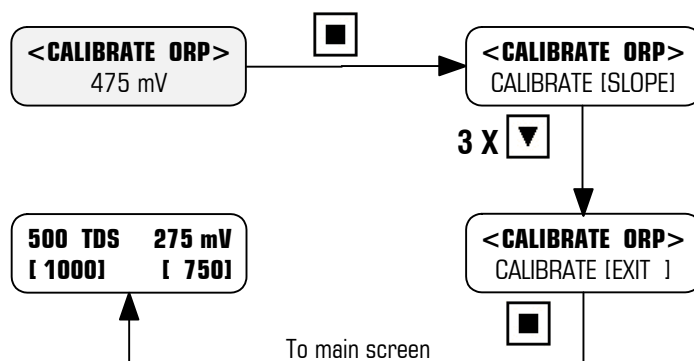 <CALIBRATE ORP>
475 mV
<CALIBRATE ORP>
CALIBRATE [SLOPE]
3 X
<CALIBRATE ORP>
CALIBRATE [EXIT ]
500 TDS 275 mV
[ 1000] [ 750]
To main screen